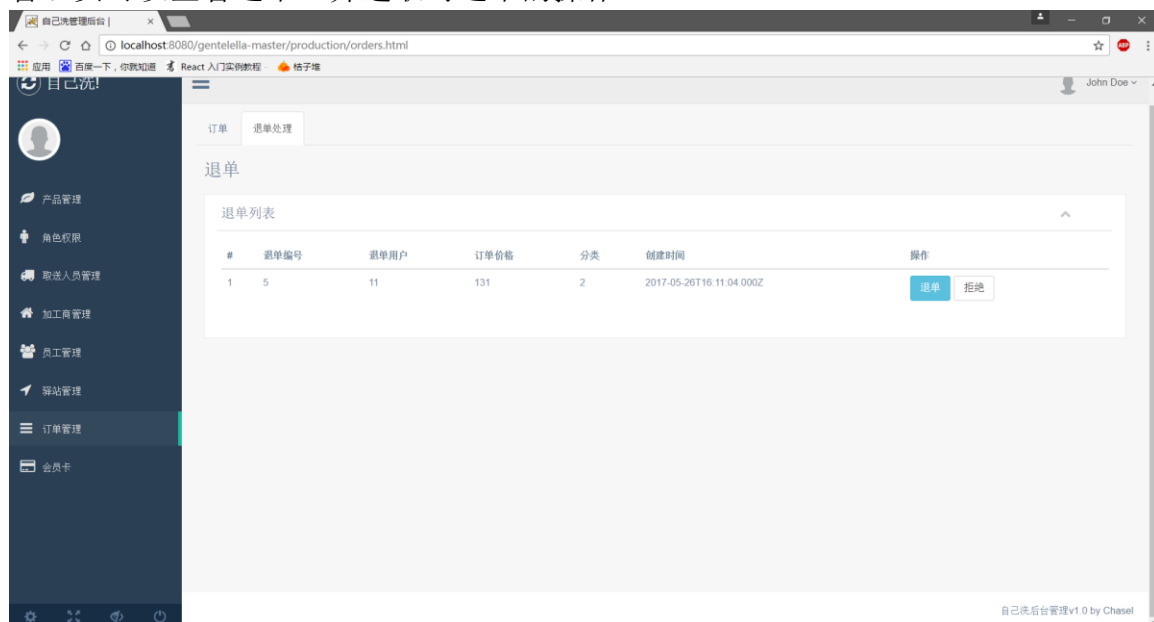 自己洗管理后台 |
localhost:8080/gentelella-master/production/orders.html
应用 百度一下，你就知道 React 入门实例教程 - 桔子堆
自己洗!
John Doe
订单 退单处理
退单
产品管理
角色权限
取送人员管理
加工商管理
员工管理
驿站管理
订单管理
会员卡
退单列表
# 退单编号 退单用户 订单价格 分类 创建时间 操作
1 5 11 131 2 2017-05-26T16:11:04.000Z 退单 拒绝
自己洗后台管理v1.0 by Chasel